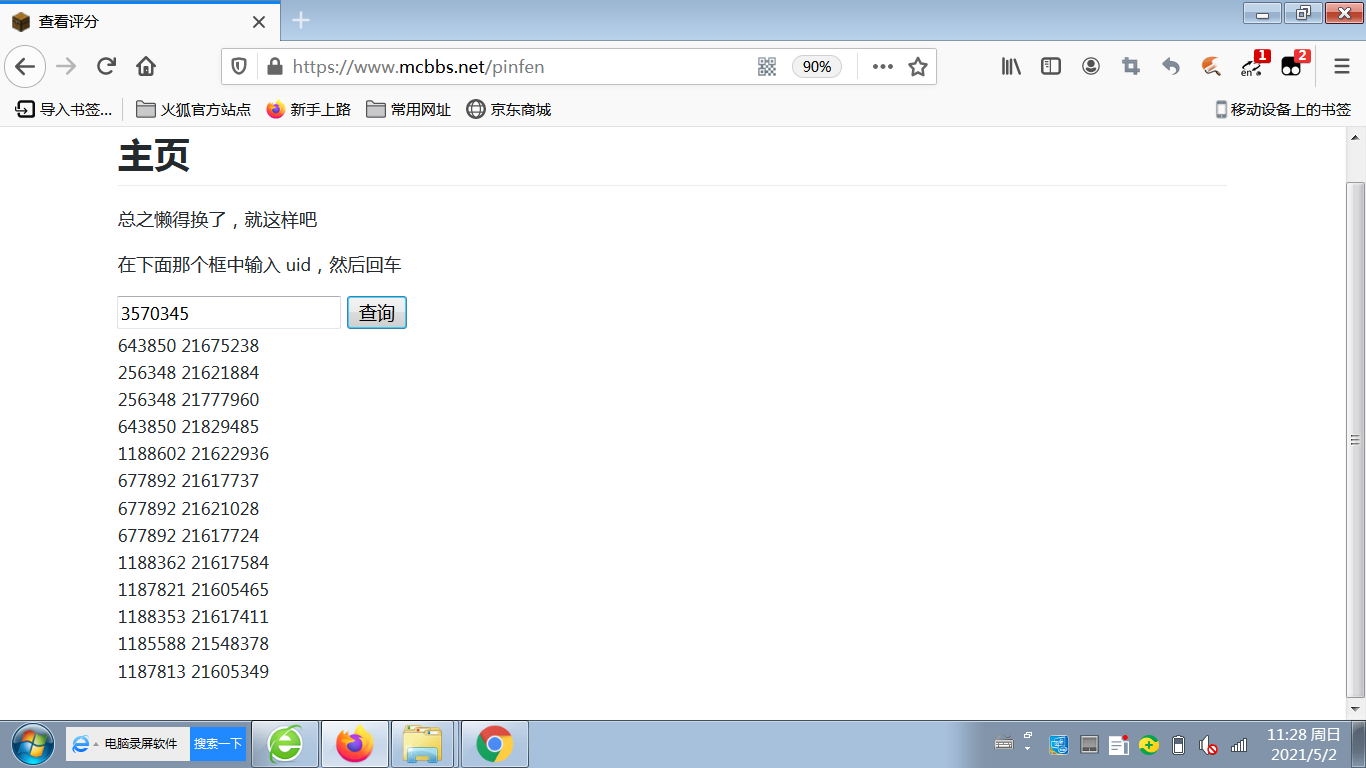 查看评分
https://www.mcbbs.net/pinfen
90%
en
1
2
导入书签...
火狐官方站点
新手上路
常用网址
京东商城
移动设备上的书签
主页
总之懒得换了，就这样吧
在下面那个框中输入 uid，然后回车
3570345
查询
643850 21675238
256348 21621884
256348 21777960
643850 21829485
1188602 21622936
677892 21617737
677892 21621028
677892 21617724
1188362 21617584
1187821 21605465
1188353 21617411
1185588 21548378
1187813 21605349
电脑录屏软件
搜索一下
11:28 周日
2021/5/2